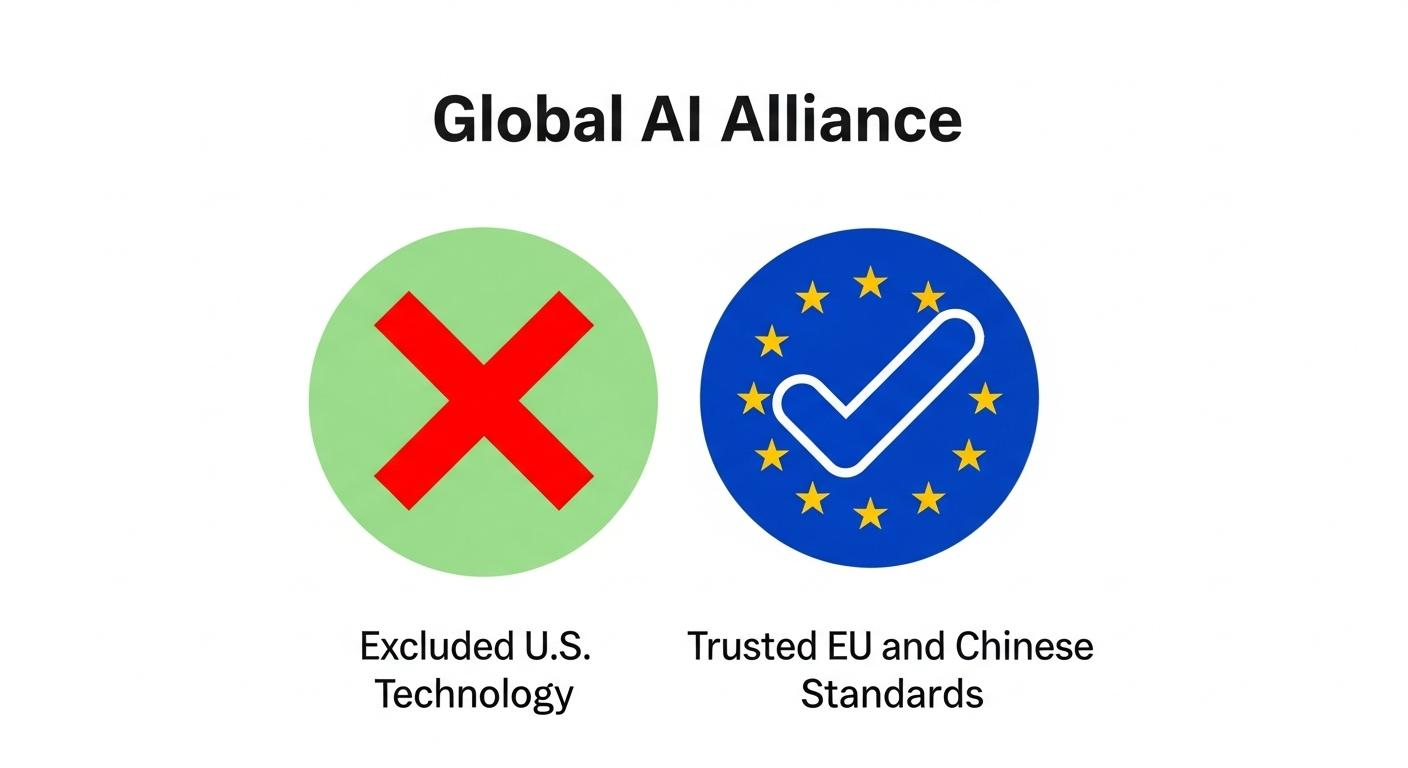 Global AI Alliance
Excluded U.S.
Technology
Trusted EU and Chinese
Standards